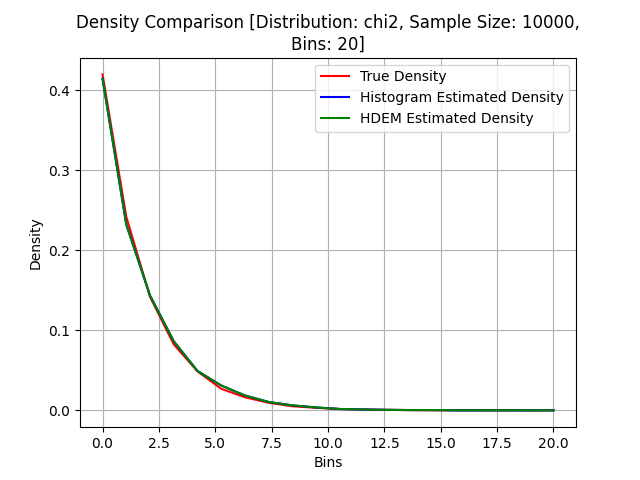 Density Comparison [Distribution: chi2, Sample Size: 10000,
Bins: 20]
True Density
Histogram Estimated Density
HDEM Estimated Density
Density
0.4
0.3
0.2
0.1
0.0
0.0 2.5 5.0 7.5 10.0 12.5 15.0 17.5 20.0
Bins